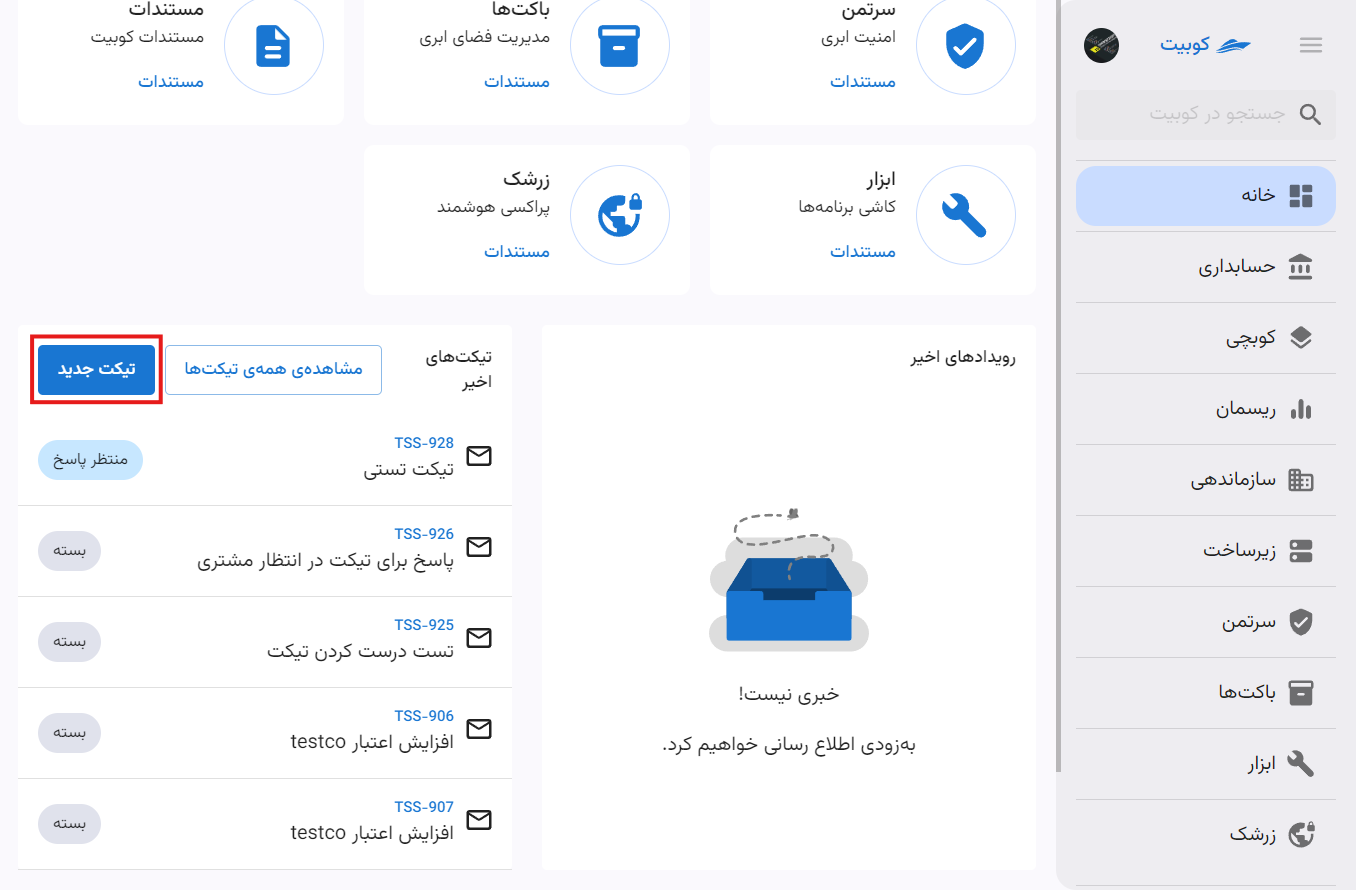 کوبیت
جستجو در کوبیت
خانه
حسابداری
کوبچی
ریسمان
سازماندهی
زیرساخت
سرتمن
باکت‌ها
ابزار
زرشک
سرتمن
امنیت ابری
مستندات
باکت‌ها
مدیریت فضای ابری
مستندات
مستندات
مستندات کوبیت
مستندات
ابزار
کاشی برنامه‌ها
مستندات
زرشک
پراکسی هوشمند
مستندات
رویدادهای اخیر
خبری نیست!
به‌زودی اطلاع رسانی خواهیم کرد.
تیکت‌های
اخیر
مشاهده‌ی همه‌ی تیکت‌ها
تیکت جدید
TSS-928
تیکت تستی
منتظر پاسخ
TSS-926
پاسخ برای تیکت در انتظار مشتری
بسته
TSS-925
تست درست کردن تیکت
بسته
TSS-906
افزایش اعتبار testco
بسته
TSS-907
افزایش اعتبار testco
بسته